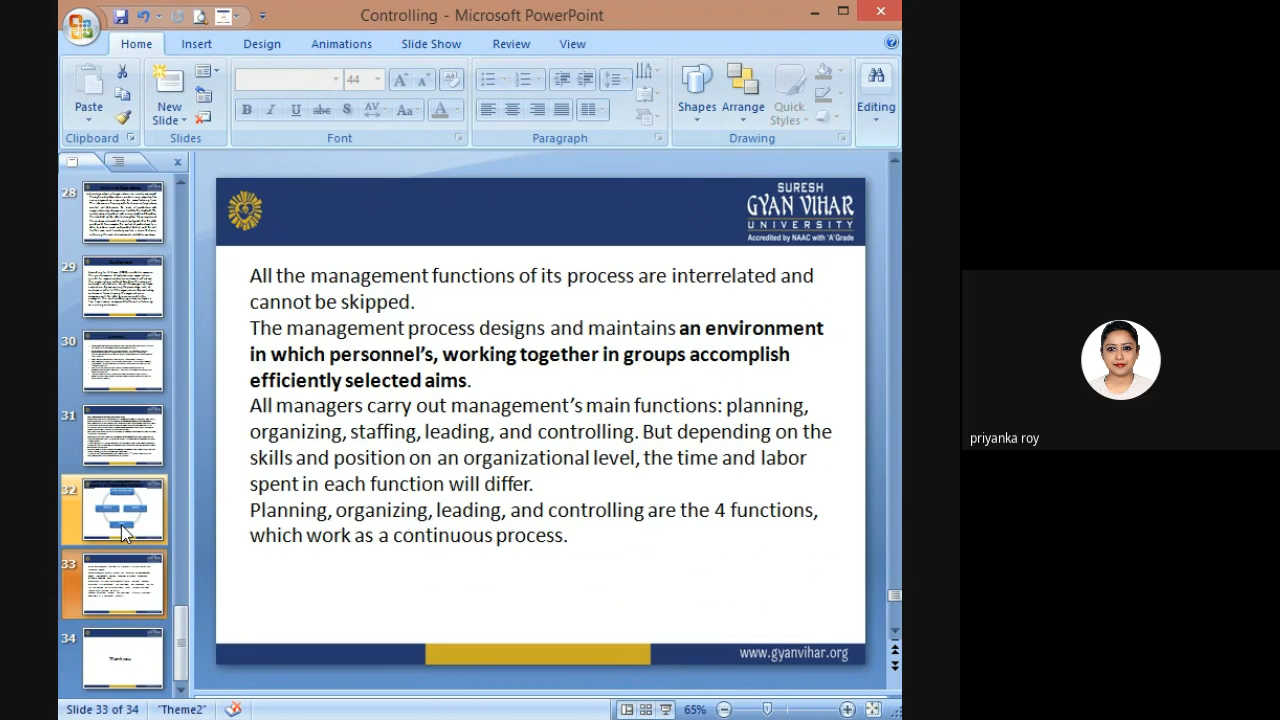 Controlling - Microsoft PowerPoint
Home Insert Design Animations Slide Show Review View
44
Paste New Slide Shapes Arrange Quick Styles Editing
Clipboard Slides Font Paragraph Drawing
28
29
30
31
32
33
34
Thank you
SURESH
GYAN VIHAR
UNIVERSITY
Accredited by NAAC with 'A' Grade
All the management functions of its process are interrelated and
cannot be skipped.
The management process designs and maintains an environment
in which personnel's, working together in groups accomplish
efficiently selected aims.
All managers carry out management's main functions: planning,
organizing, staffing, leading, and controlling. But depending on the
skills and position on an organizational level, the time and labor
spent in each function will differ.
Planning, organizing, leading, and controlling are the 4 functions,
which work as a continuous process.
www.gyanvihar.org
priyanka roy
Slide 33 of 34 "Theme2" 65%